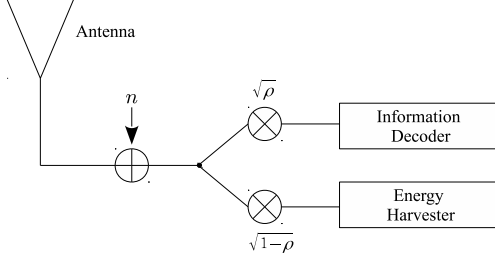 Antenna
n
√ρ
Information
Decoder
Energy
Harvester
√1−ρ